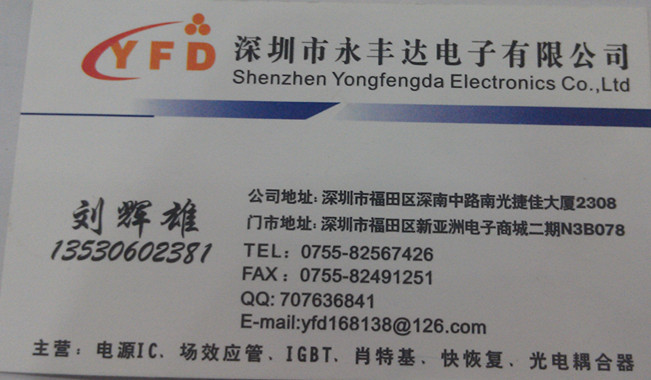 YFD 深圳市永丰达电子有限公司
Shenzhen Yongfengda Electronics Co.,Ltd
公司地址:深圳市福田区深南中路南光捷佳大厦2308
刘辉雄
门市地址:深圳市福田区新亚洲电子商城二期N3B078
13530602381
TEL: 0755-82567426
FAX: 0755-82491251
QQ: 707636841
E-mail:yfd168138@126.com
主营: 电源IC、场效应管、IGBT、肖特基、快恢复、光电耦合器